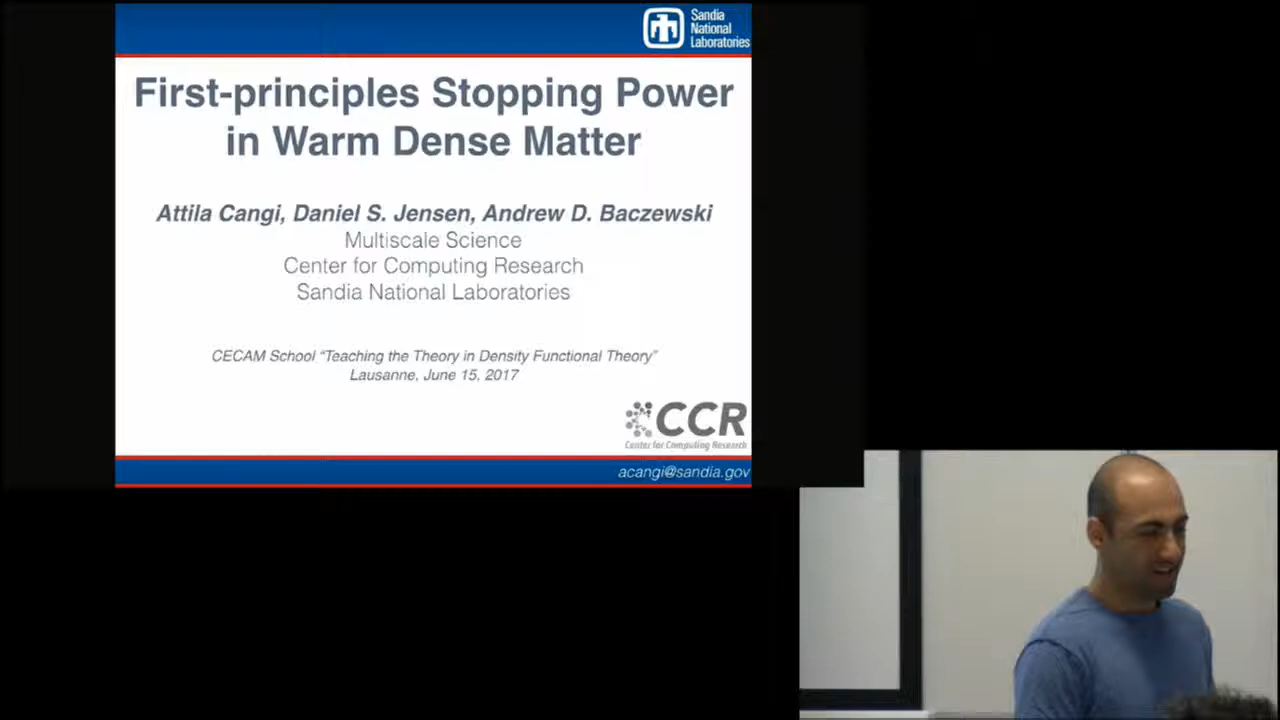 Sandia
National
Laboratories
First-principles Stopping Power
in Warm Dense Matter
Attila Cangi, Daniel S. Jensen, Andrew D. Baczewski
Multiscale Science
Center for Computing Research
Sandia National Laboratories
CECAM School "Teaching the Theory in Density Functional Theory"
Lausanne, June 15, 2017
CCR
Center for Computing Research
acangi@sandia.gov